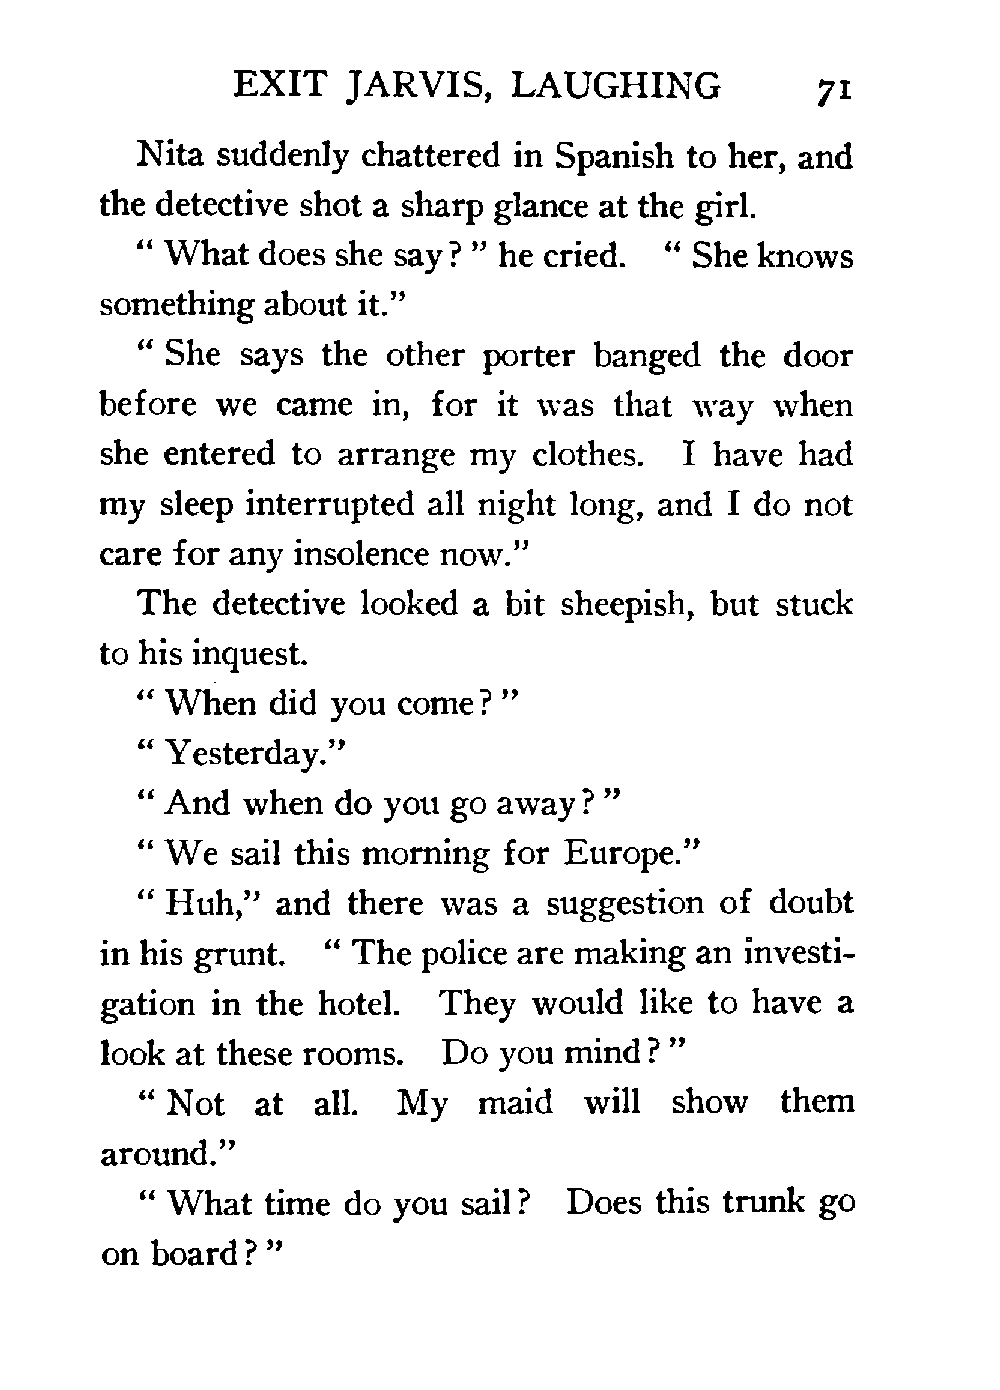 EXIT JARVIS, LAUGHING 71
Nita suddenly chattered in Spanish to her, and
the detective shot a sharp glance at the girl.
“ What does she say? ” he cried. “ She knows
something about it.”
“ She says the other porter banged the door
before we came in, for it was that way when
she entered to arrange my clothes. I have had
my sleep interrupted all night long, and I do not
care for any insolence now.”
The detective looked a bit sheepish, but stuck
to his inquest.
“ When did you come? ”
“ Yesterday.”
“ And when do you go away? ”
“ We sail this morning for Europe.”
“ Huh,” and there was a suggestion of doubt
in his grunt. “ The police are making an investi-
gation in the hotel. They would like to have a
look at these rooms. Do you mind? ”
“ Not at all. My maid will show them
around.”
“ What time do you sail? Does this trunk go
on board? ”